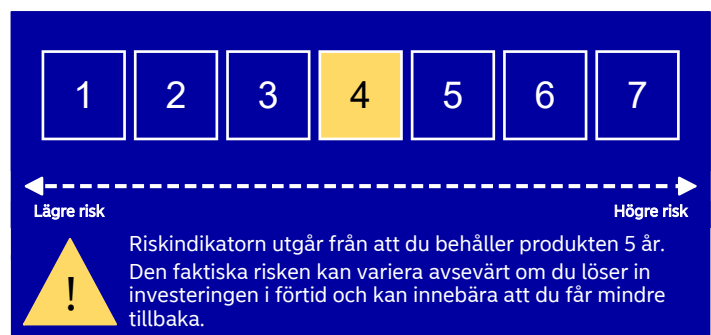 1 2 3 4 5 6 7
Lägre risk Högre risk
Riskindikatorn utgår från att du behåller produkten 5 år.
Den faktiska risken kan variera avsevärt om du löser in
investeringen i förtid och kan innebära att du får mindre
tillbaka.
!